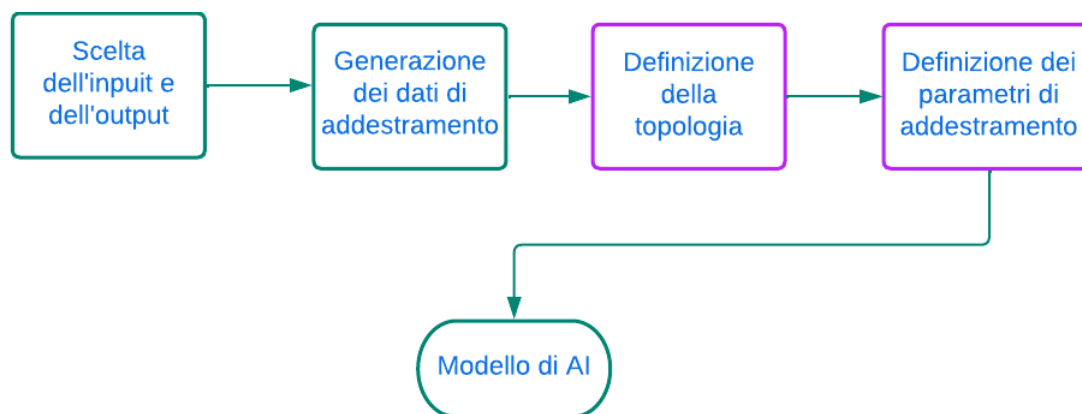 Scelta
dell'inpuit e
dell'output
Generazione
dei dati di
addestramento
Definizione
della
topologia
Definizione dei
parametri di
addestramento
Modello di AI